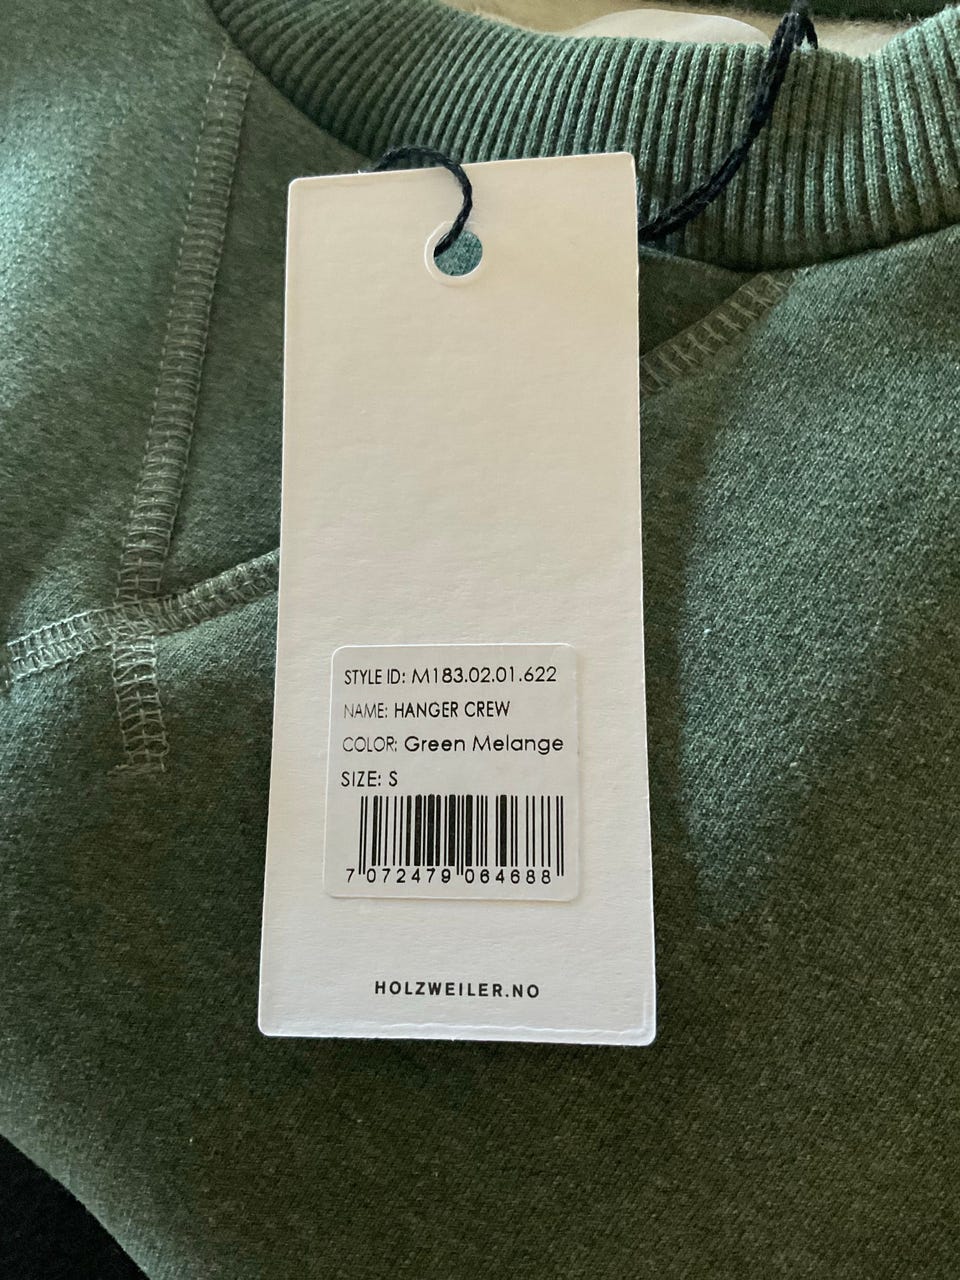 STYLE ID: M183.02.01.622
NAME: HANGER CREW
COLOR: Green Melange
SIZE: S
7 072479 064688
HOLZWEILER.NO